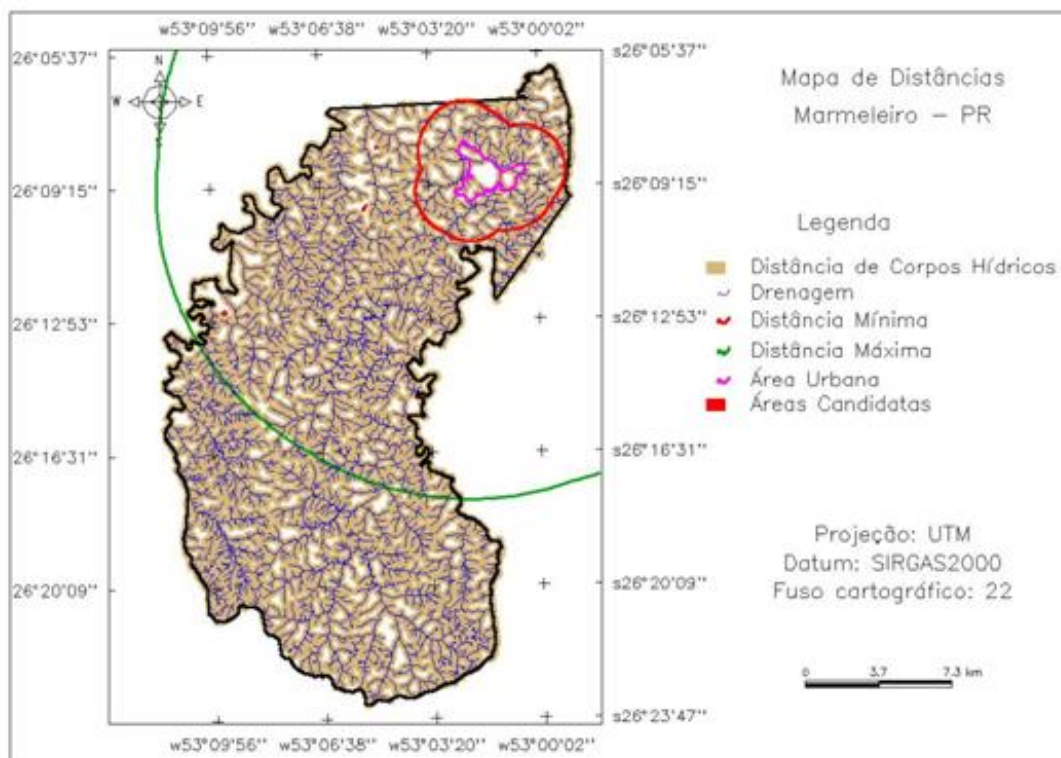 w53°09'56'' w53°06'38'' w53°03'20'' w53°00'02''
26°05'37'' s26°05'37''
N
W E
S
Mapa de Distâncias
Marmeleiro – PR
26°09'15'' s26°09'15''
Legenda
Distância de Corpos Hídricos
Drenagem
26°12'53'' s26°12'53''
Distância Mínima
Distância Máxima
Área Urbana
Áreas Candidatas
26°16'31'' s26°16'31''
Projeção: UTM
Datum: SIRGAS2000
26°20'09'' s26°20'09''
Fuso cartográfico: 22
0 3.7 7.3 km
s26°23'47''
w53°09'56'' w53°06'38'' w53°03'20'' w53°00'02''